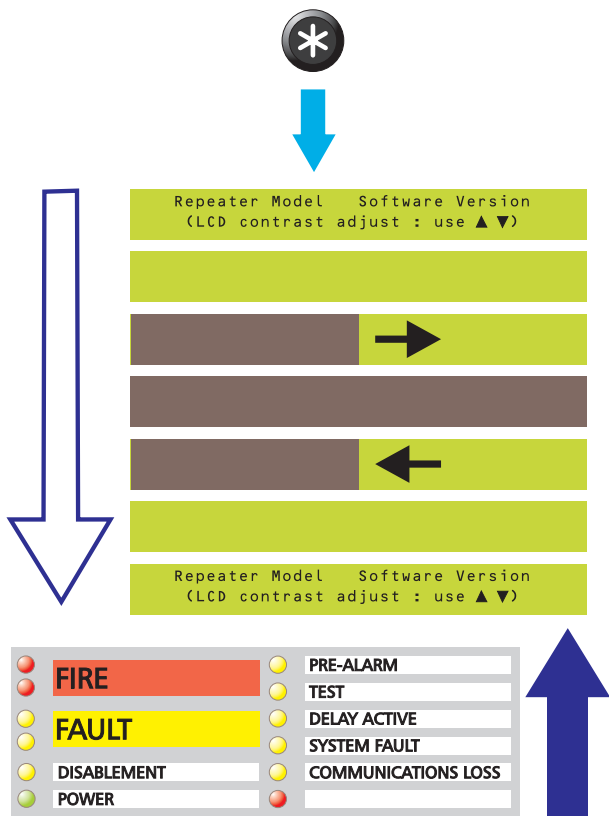 Repeater Model Software Version
(LCD contrast adjust : use ▲ ▼)
Repeater Model Software Version
(LCD contrast adjust : use ▲ ▼)
FIRE
FAULT
DISABLEMENT
POWER
PRE-ALARM
TEST
DELAY ACTIVE
SYSTEM FAULT
COMMUNICATIONS LOSS